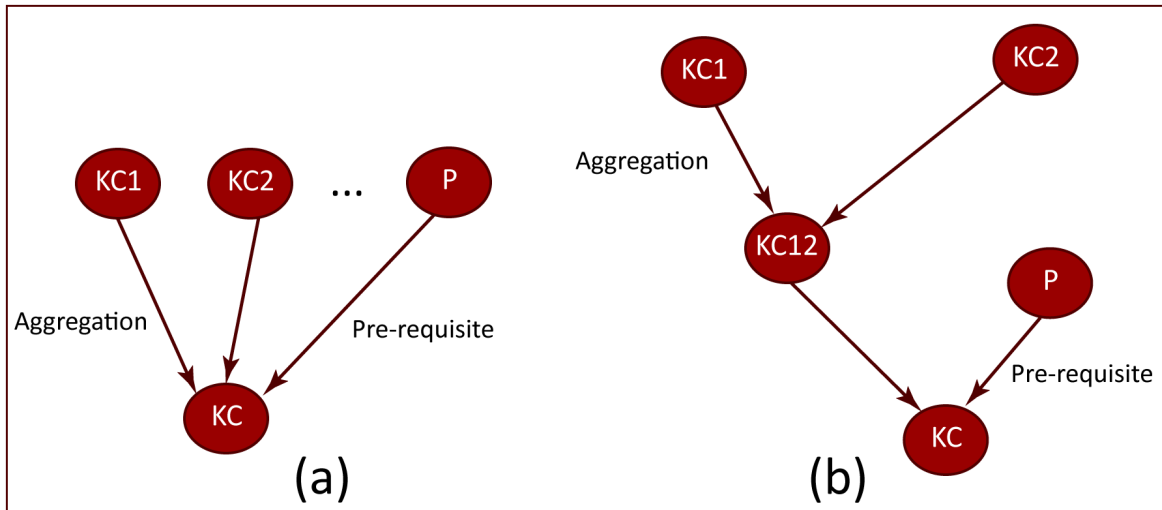 KC1
KC2
...
P
Aggregation
Pre-requisite
KC
(a)
KC1
KC2
Aggregation
KC12
P
Pre-requisite
KC
(b)